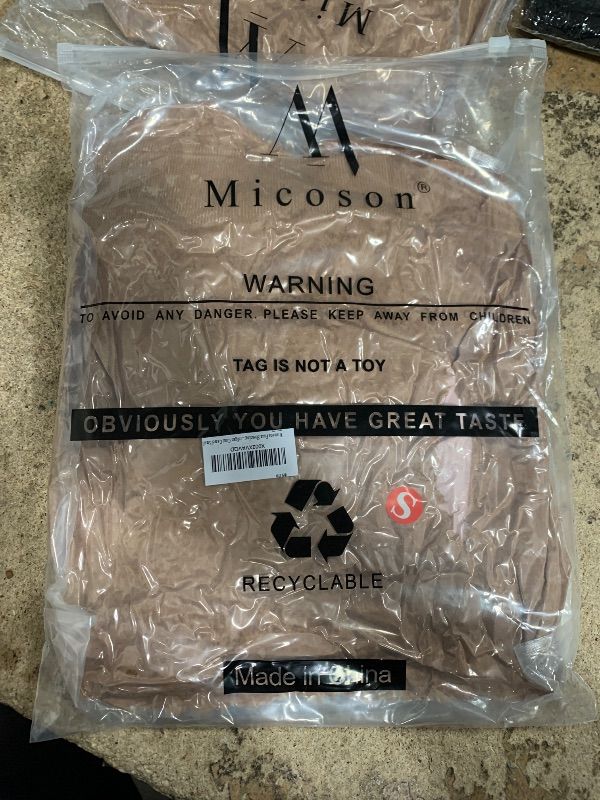 Mi
M
Micoson®
WARNING
TO AVOID ANY DANGER. PLEASE KEEP AWAY FROM CHILDREN
TAG IS NOT A TOY
OBVIOUSLY YOU HAVE GREAT TASTE
S
RECYCLABLE
Made in China